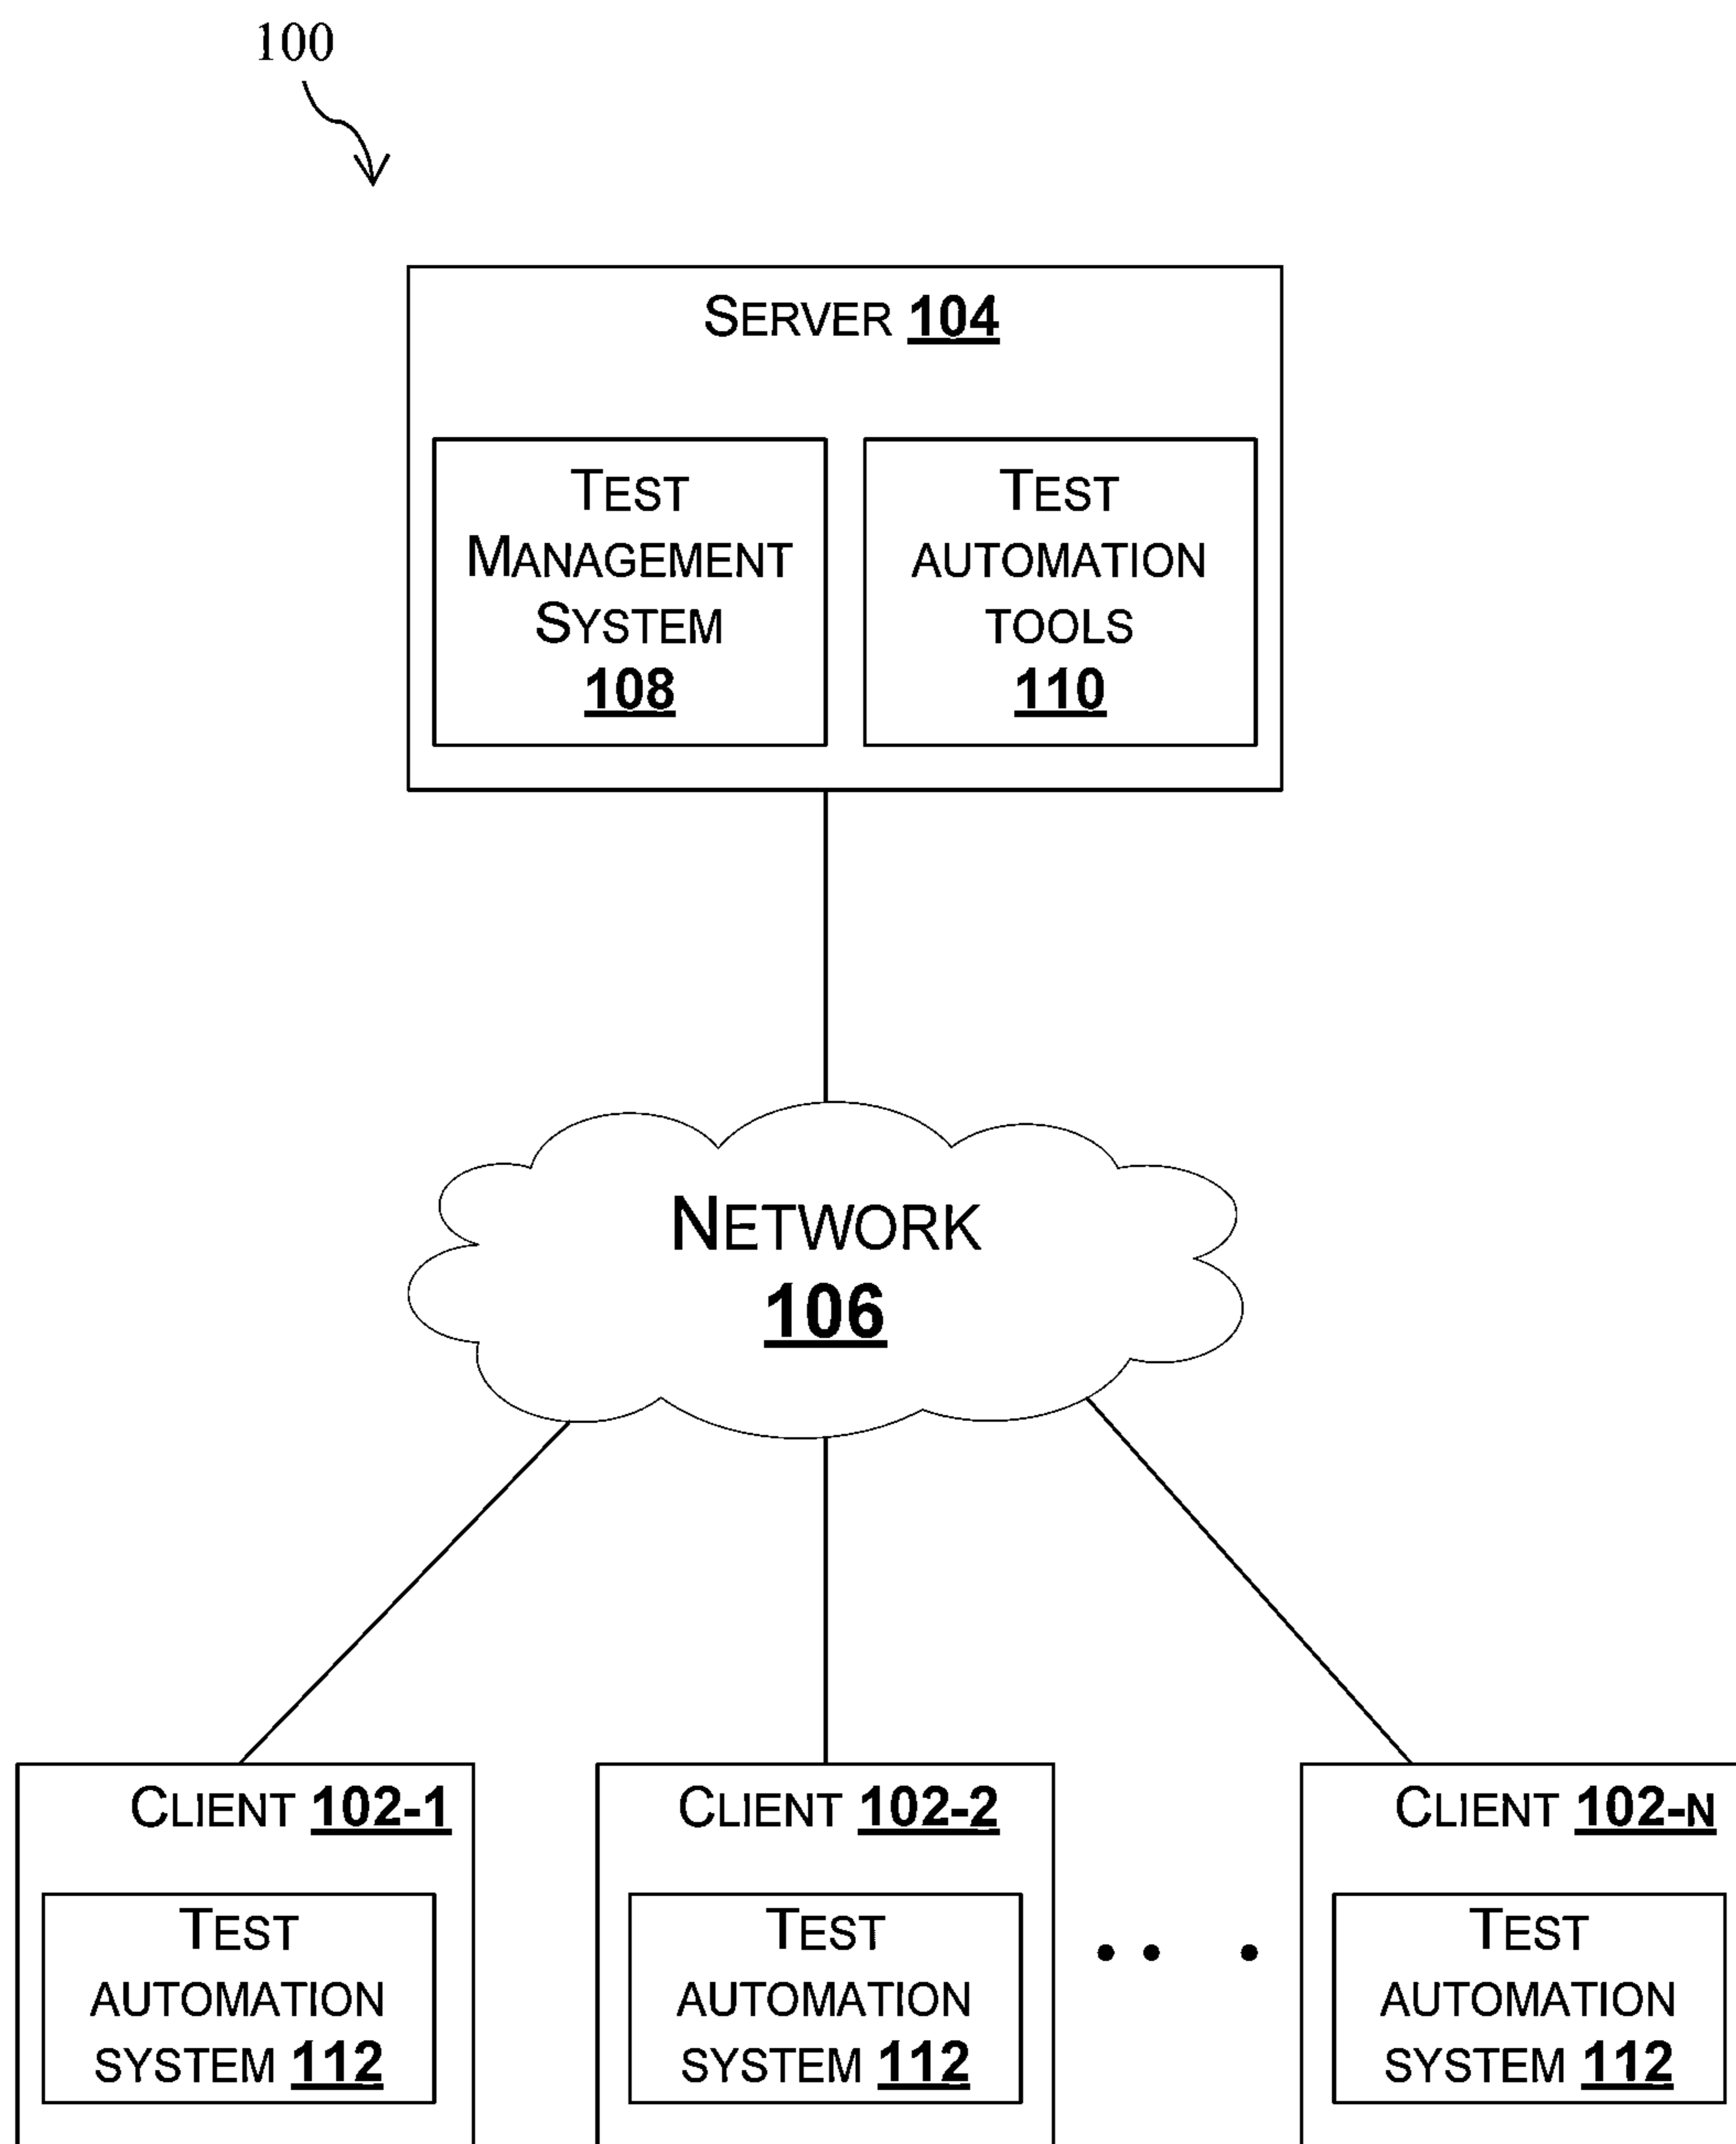 100
SERVER 104
TEST
MANAGEMENT
SYSTEM
108
TEST
AUTOMATION
TOOLS
110
NETWORK
106
CLIENT 102-1
TEST
AUTOMATION
SYSTEM 112
CLIENT 102-2
TEST
AUTOMATION
SYSTEM 112
CLIENT 102-N
TEST
AUTOMATION
SYSTEM 112